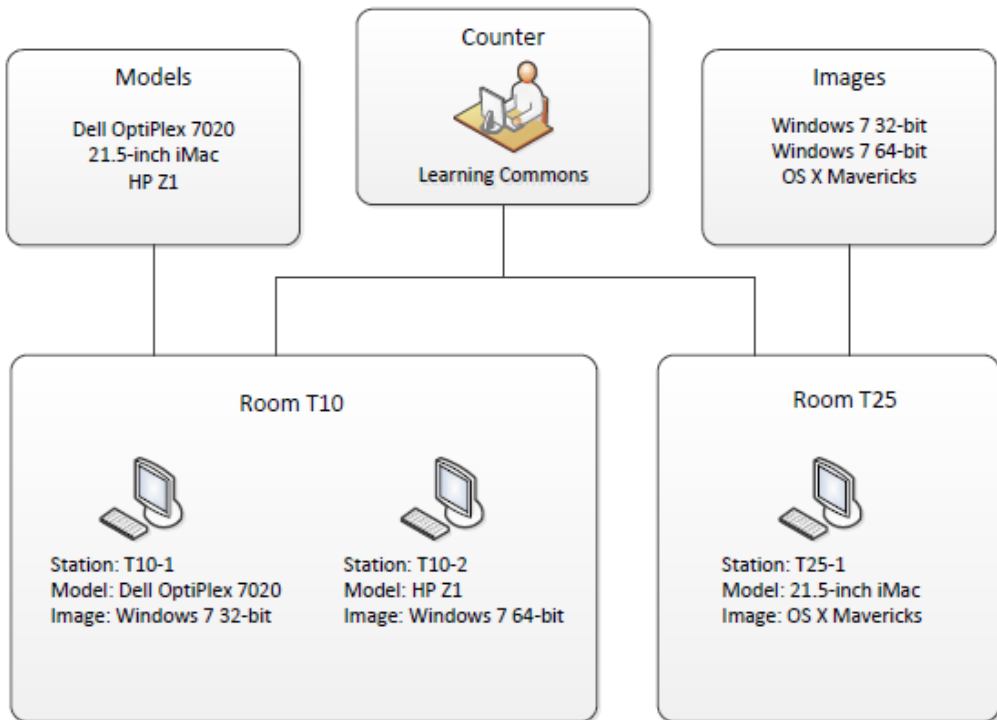 Counter
Learning Commons
Models
Dell OptiPlex 7020
21.5-inch iMac
HP Z1
Images
Windows 7 32-bit
Windows 7 64-bit
OS X Mavericks
Room T10
Station: T10-1
Model: Dell OptiPlex 7020
Image: Windows 7 32-bit
Station: T10-2
Model: HP Z1
Image: Windows 7 64-bit
Room T25
Station: T25-1
Model: 21.5-inch iMac
Image: OS X Mavericks